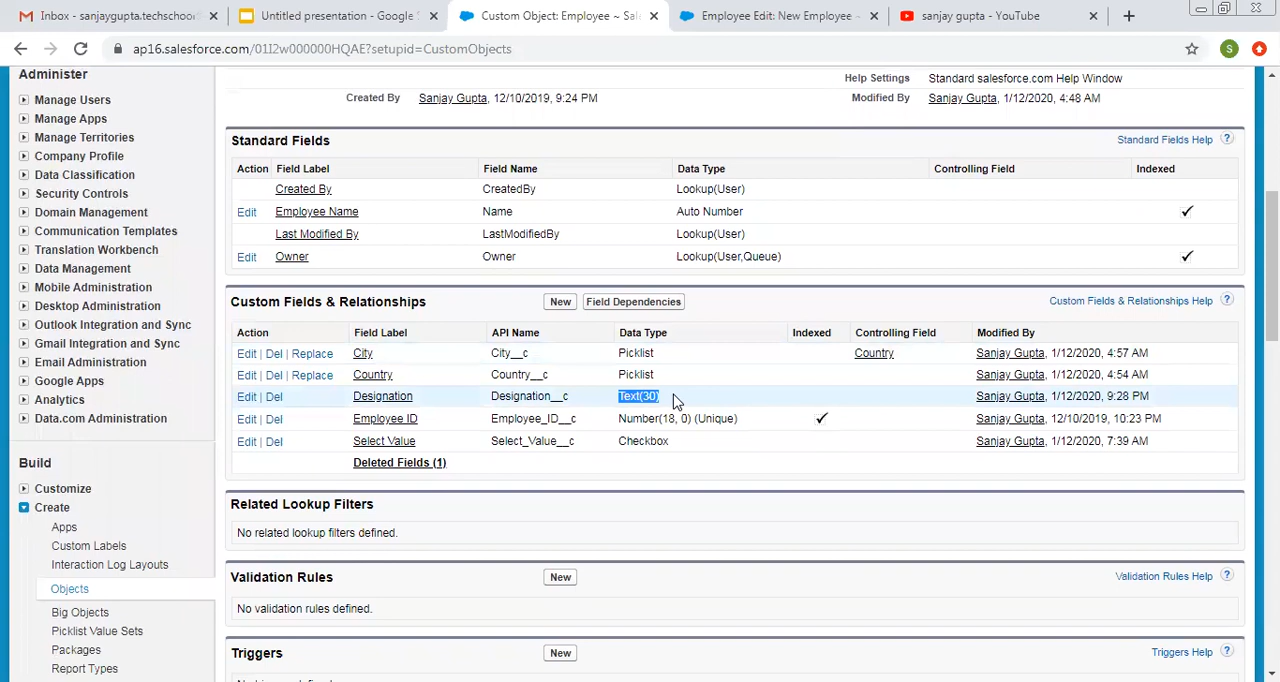 Inbox - sanjaygupta.techschool Untitled presentation - Google Custom Object: Employee ~ Sal Employee Edit: New Employee ~ sanjay gupta - YouTube
ap16.salesforce.com/01I2w000000HQAE?setupid=CustomObjects S
Administer
Manage Users
Manage Apps
Manage Territories
Company Profile
Data Classification
Security Controls
Domain Management
Communication Templates
Translation Workbench
Data Management
Mobile Administration
Desktop Administration
Outlook Integration and Sync
Gmail Integration and Sync
Email Administration
Google Apps
Analytics
Data.com Administration
Build
Customize
Create
Apps
Custom Labels
Interaction Log Layouts
Objects
Big Objects
Picklist Value Sets
Packages
Report Types
Help Settings Standard salesforce.com Help Window
Created By Sanjay Gupta, 12/10/2019, 9:24 PM Modified By Sanjay Gupta, 1/12/2020, 4:48 AM
Standard Fields Standard Fields Help ?
Action Field Label Field Name Data Type Controlling Field Indexed
Created By CreatedBy Lookup(User)
Edit Employee Name Name Auto Number
Last Modified By LastModifiedBy Lookup(User)
Edit Owner Owner Lookup(User,Queue)
Custom Fields & Relationships New Field Dependencies Custom Fields & Relationships Help ?
Action Field Label API Name Data Type Indexed Controlling Field Modified By
Edit | Del | Replace City City__c Picklist Country Sanjay Gupta, 1/12/2020, 4:57 AM
Edit | Del | Replace Country Country__c Picklist Sanjay Gupta, 1/12/2020, 4:54 AM
Edit | Del Designation Designation__c Text(30) Sanjay Gupta, 1/12/2020, 9:28 PM
Edit | Del Employee ID Employee_ID__c Number(18, 0) (Unique) Sanjay Gupta, 12/10/2019, 10:23 PM
Edit | Del Select Value Select_Value__c Checkbox Sanjay Gupta, 1/12/2020, 7:39 AM
Deleted Fields (1)
Related Lookup Filters
No related lookup filters defined.
Validation Rules New Validation Rules Help ?
No validation rules defined.
Triggers New Triggers Help ?